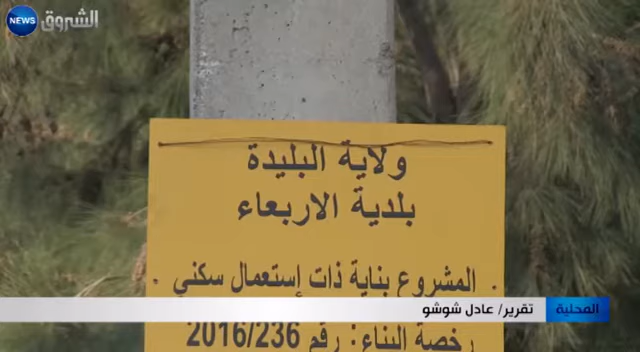 الشروق NEWS
ولاية البليدة
بلدية الاربعاء
المشروع بناية ذات إستعمال سكني
المحلية تقرير/ عادل شوشو
رخصة البناء: رقم 2016/236